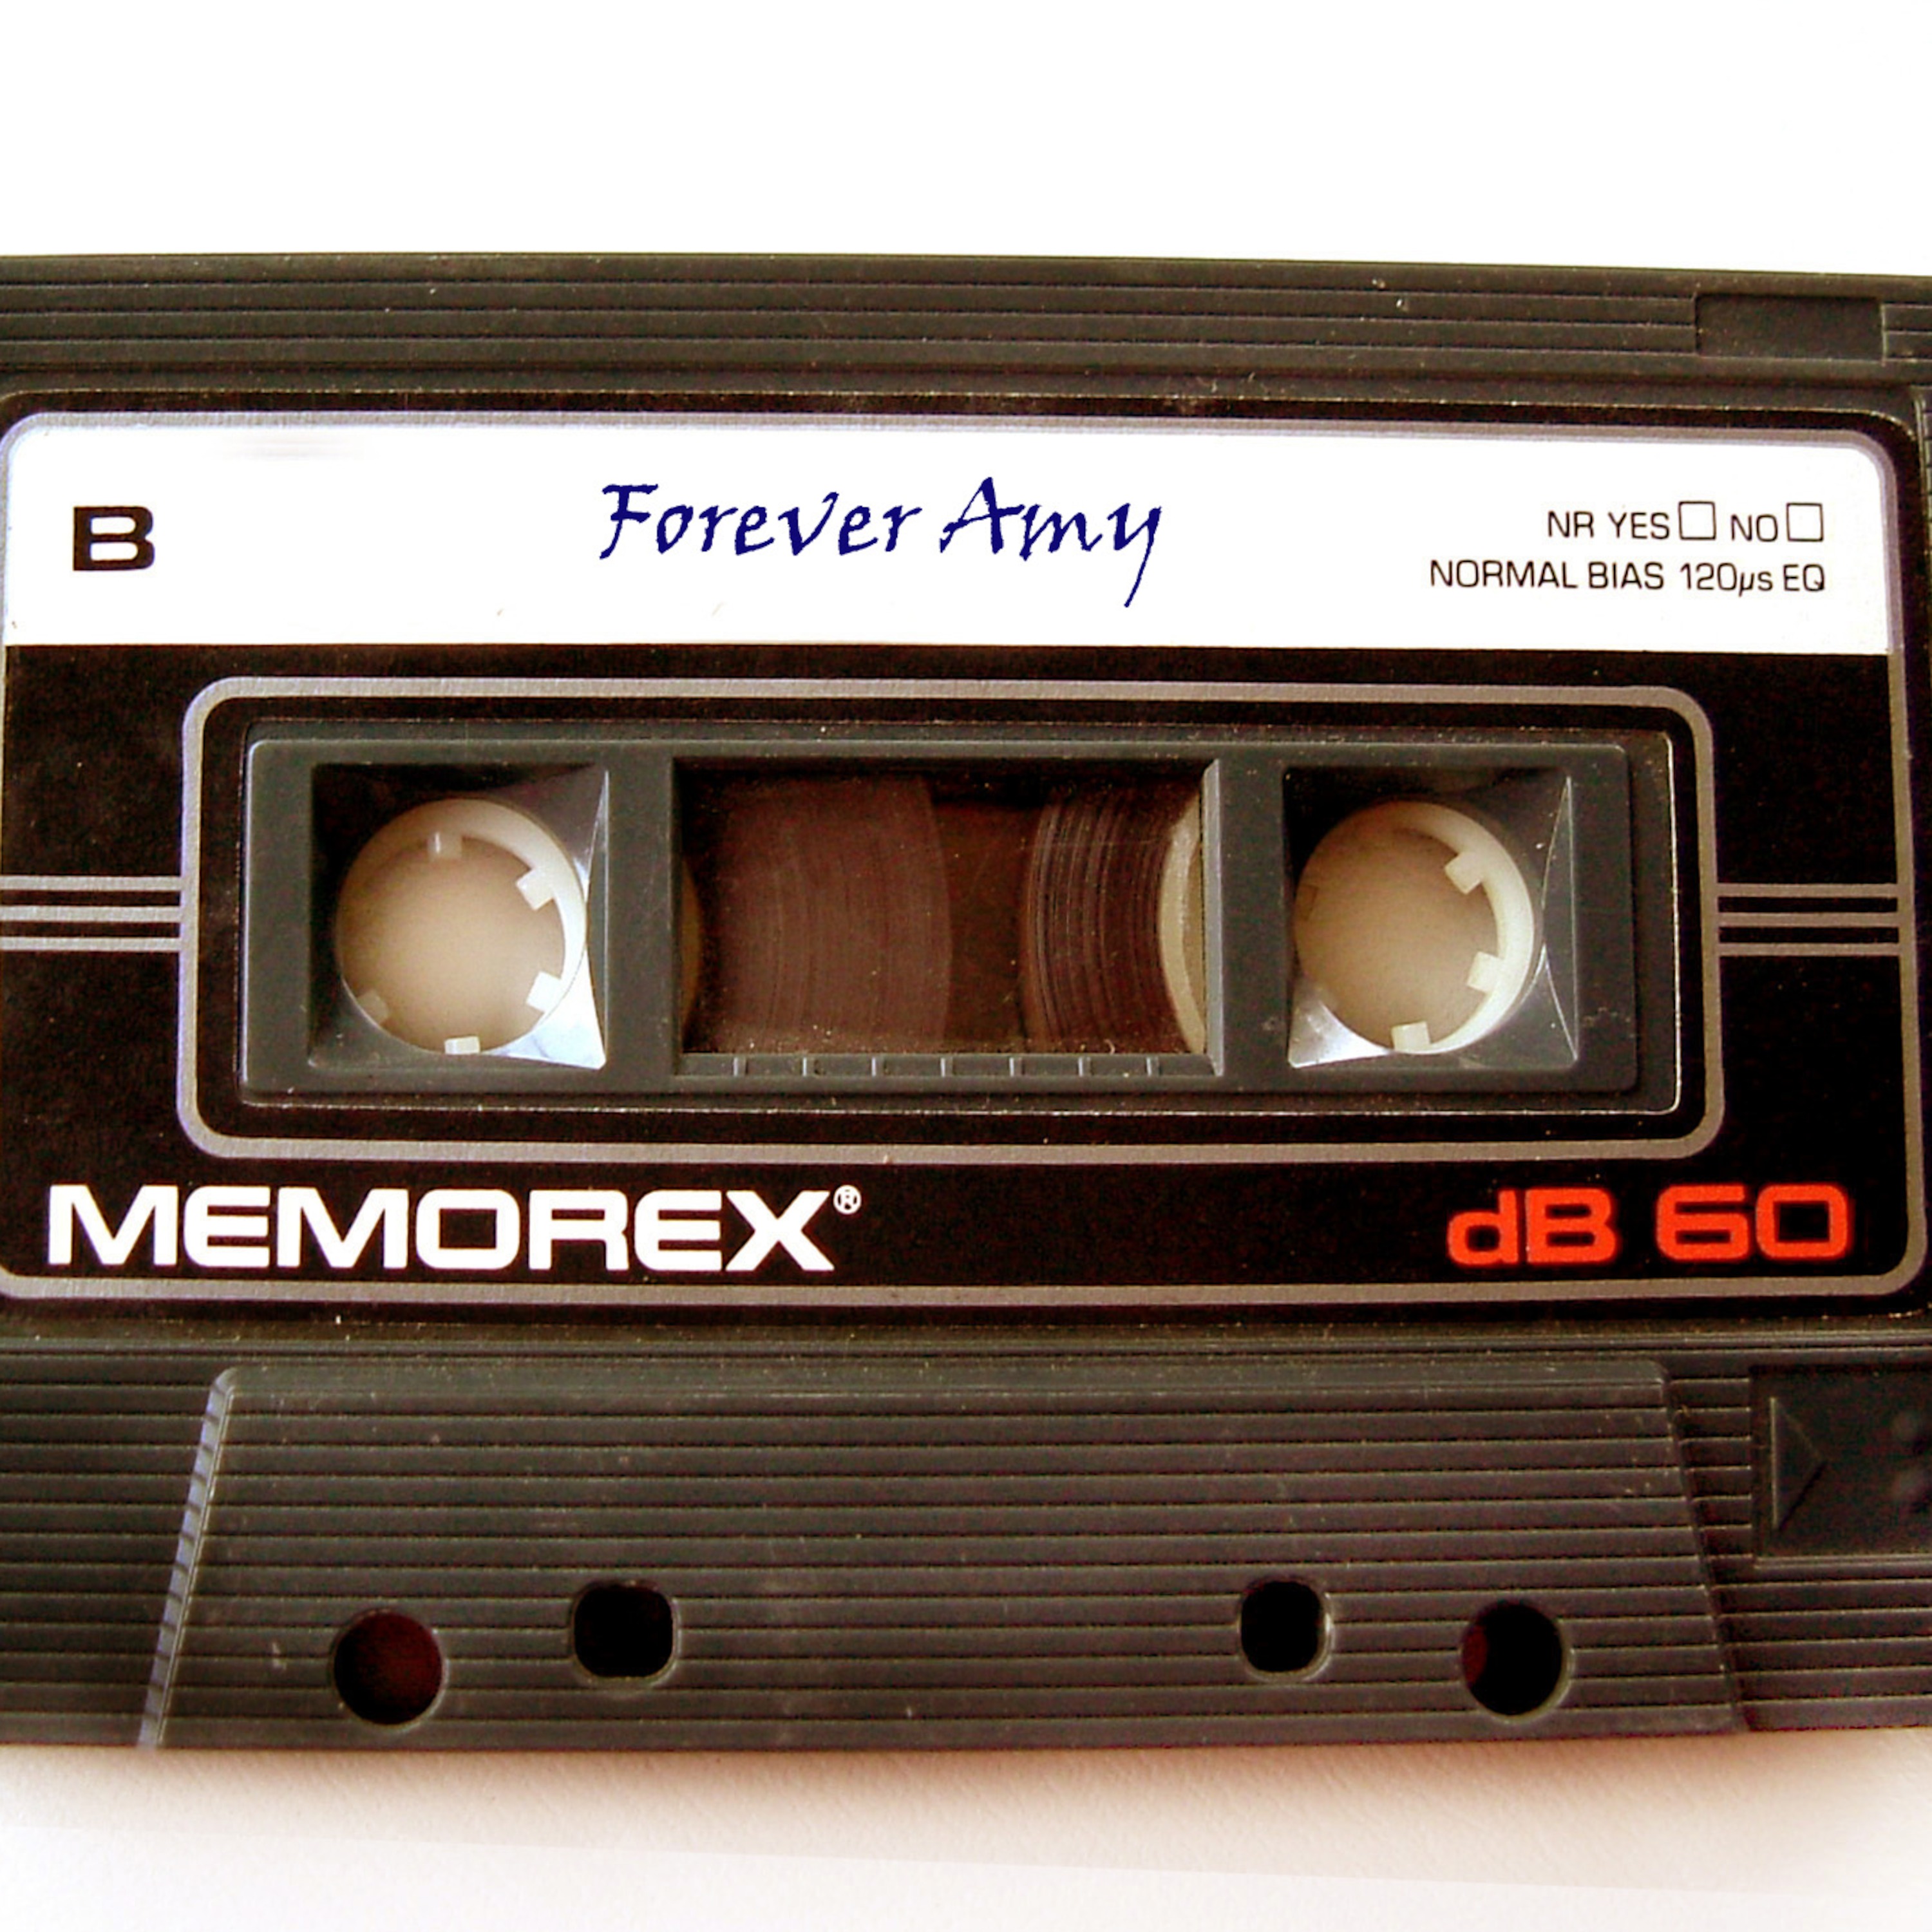 B
Forever Amy
NR YES NO
NORMAL BIAS 120µs EQ
MEMOREX®
dB 60